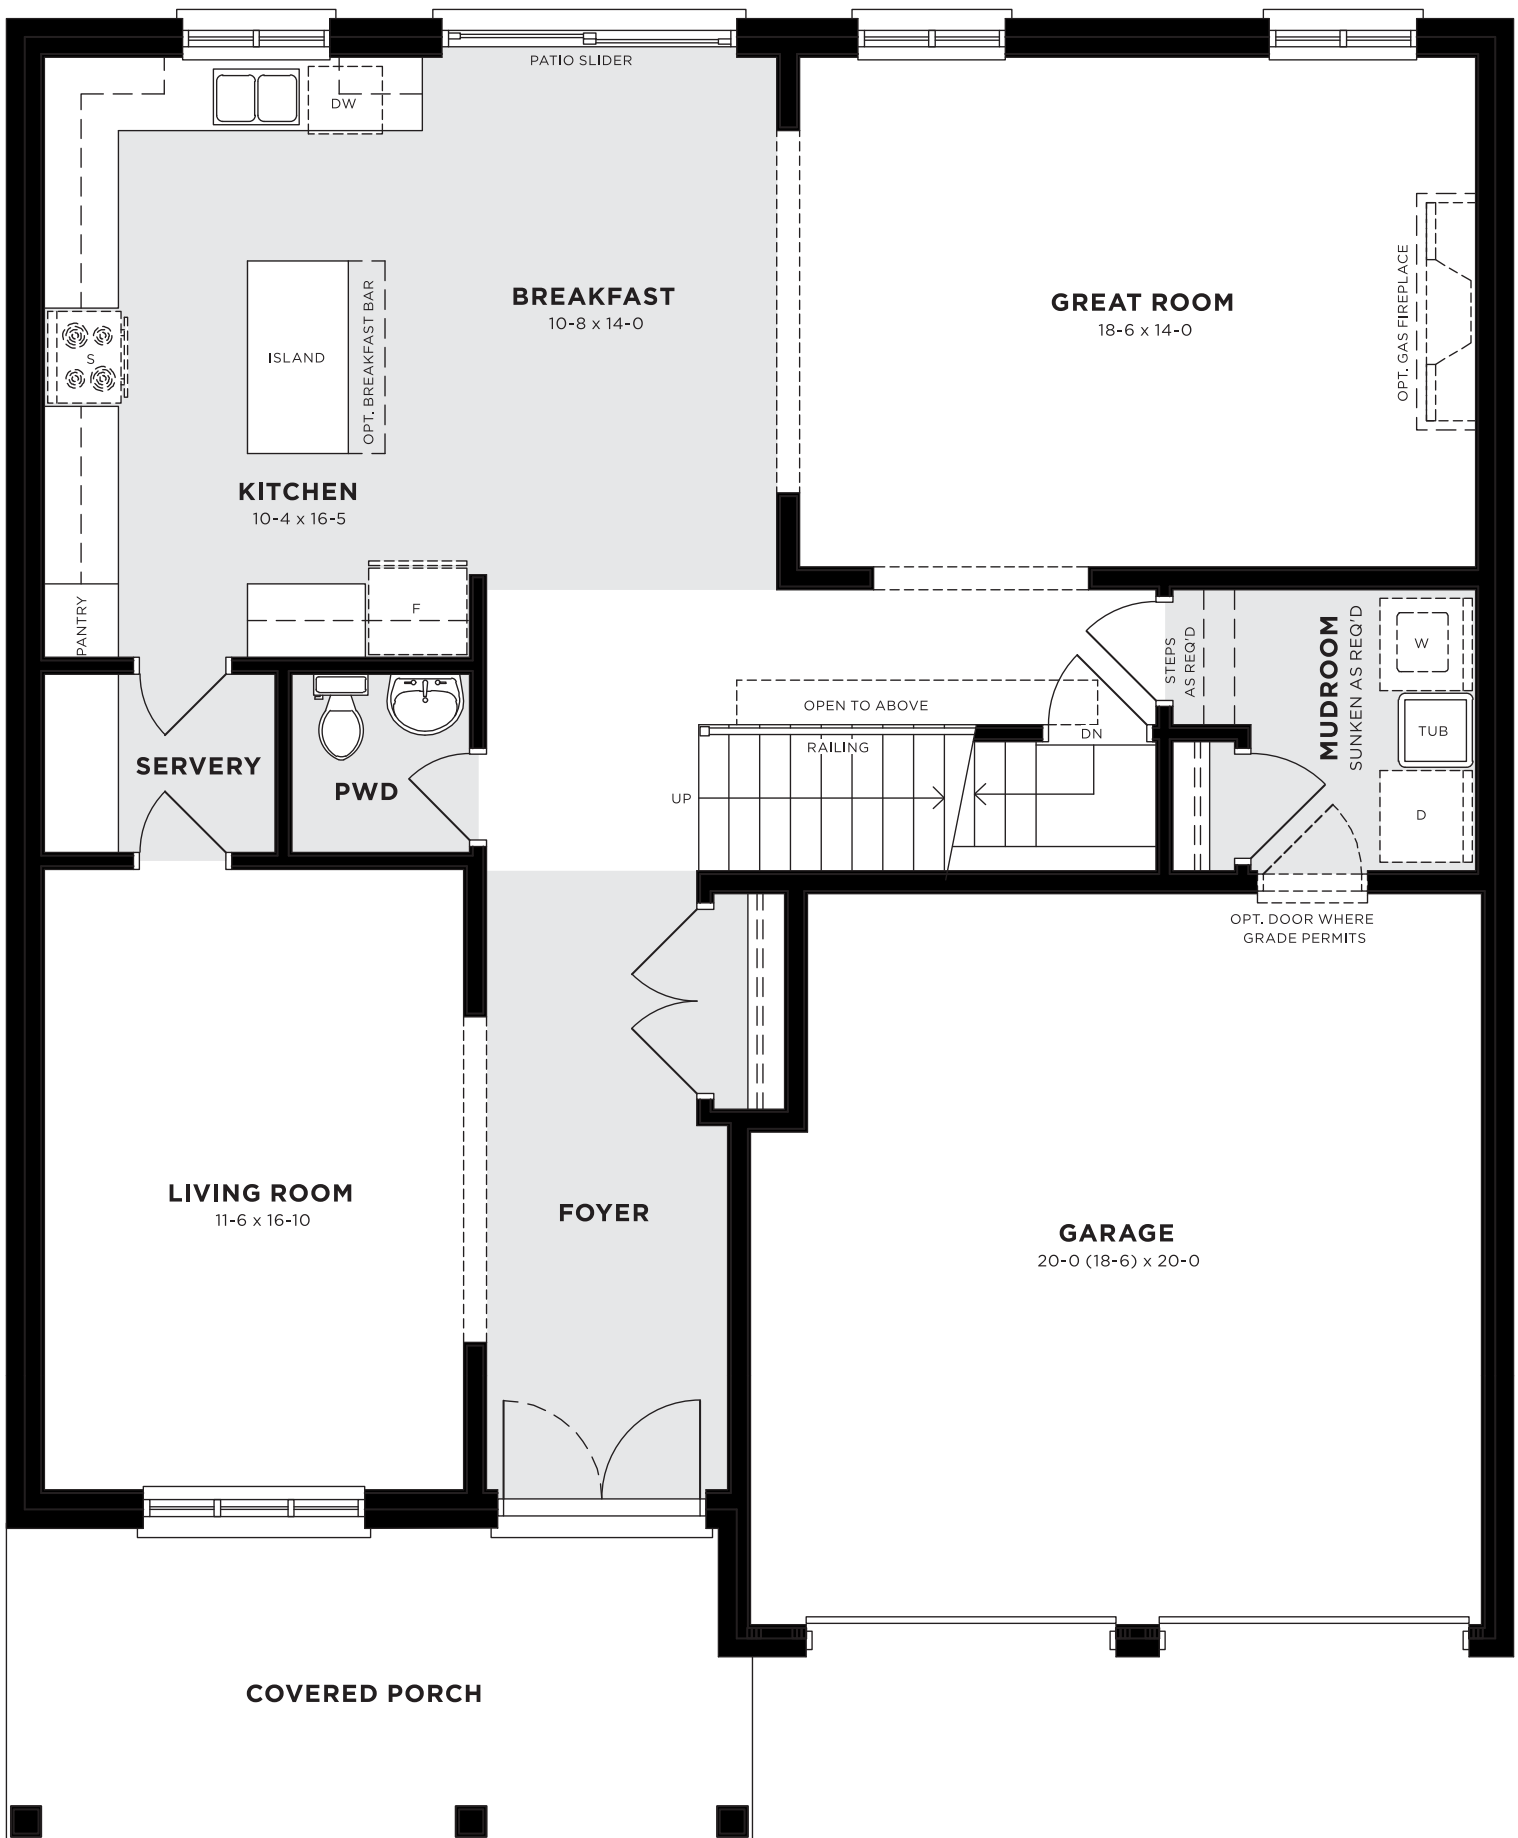 PATIO SLIDER
DW
BREAKFAST
10-8 x 14-0
GREAT ROOM
18-6 x 14-0
OPT. GAS FIREPLACE
S
ISLAND
OPT. BREAKFAST BAR
KITCHEN
10-4 x 16-5
PANTRY
F
STEPS
AS REQ'D
MUDROOM
SUNKEN AS REQ'D
W
TUB
D
OPEN TO ABOVE
RAILING
DN
UP
SERVERY
PWD
OPT. DOOR WHERE
GRADE PERMITS
LIVING ROOM
11-6 x 16-10
FOYER
GARAGE
20-0 (18-6) x 20-0
COVERED PORCH